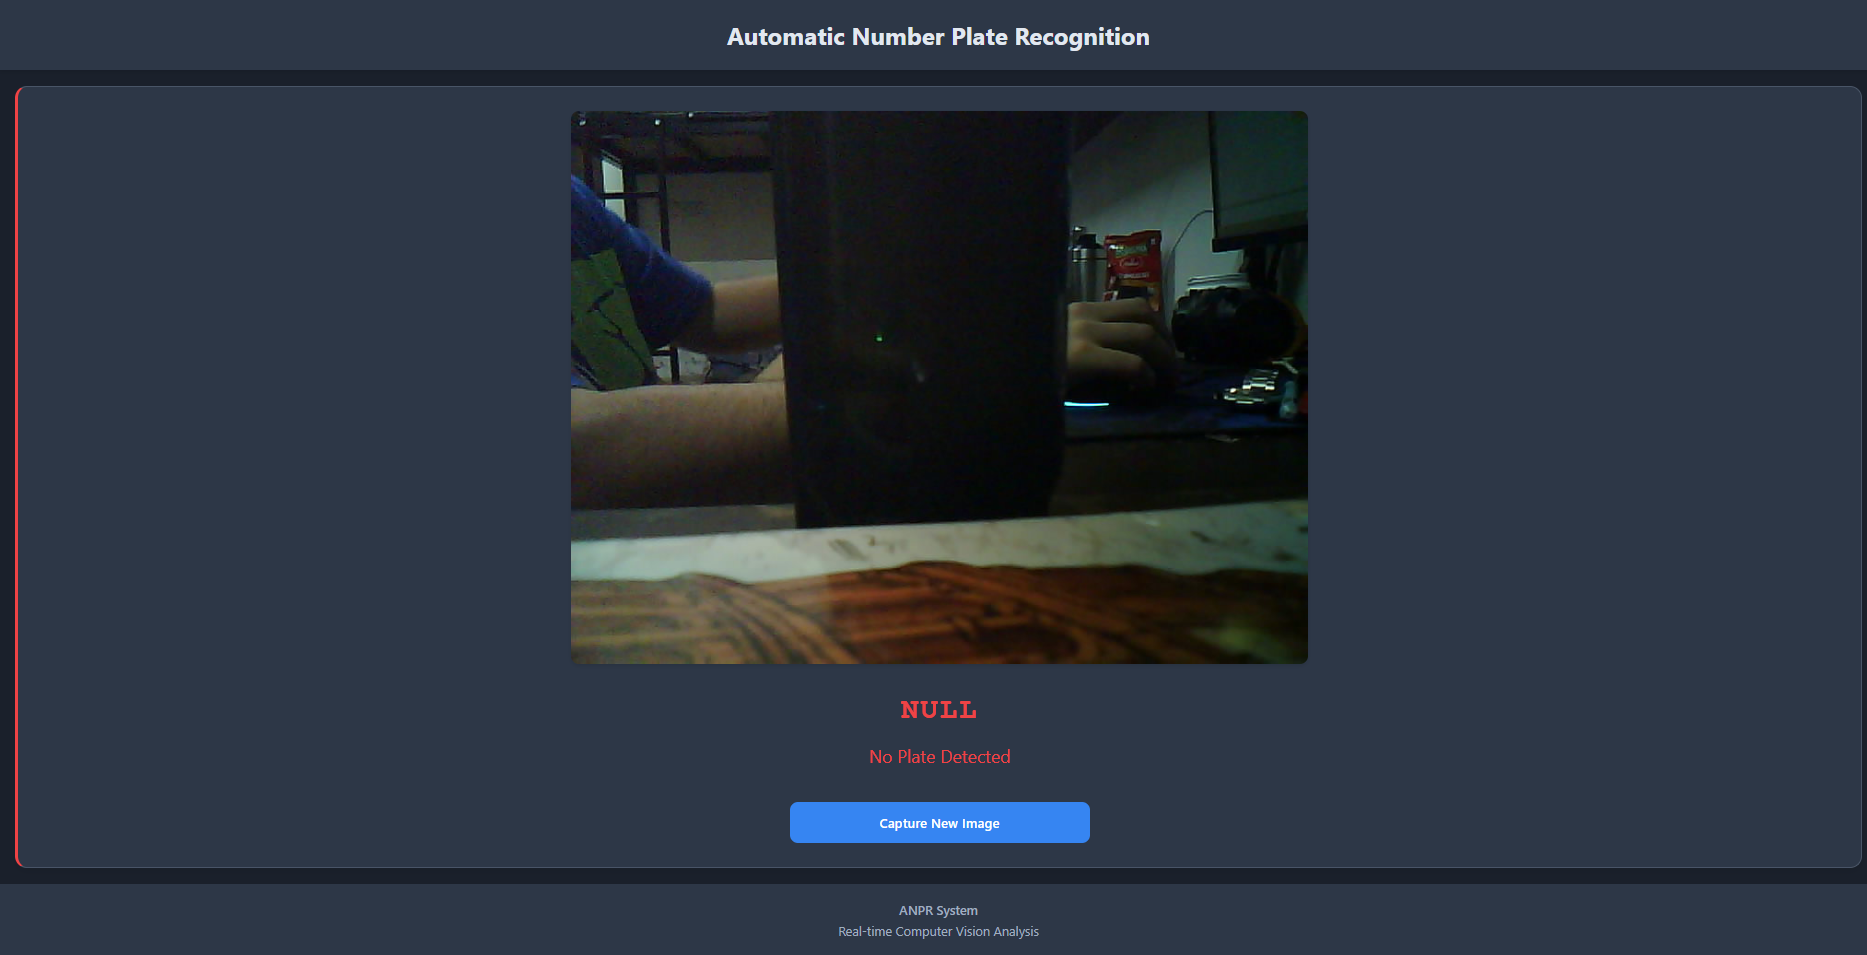 Automatic Number Plate Recognition
NULL
No Plate Detected
Capture New Image
ANPR System
Real-time Computer Vision Analysis